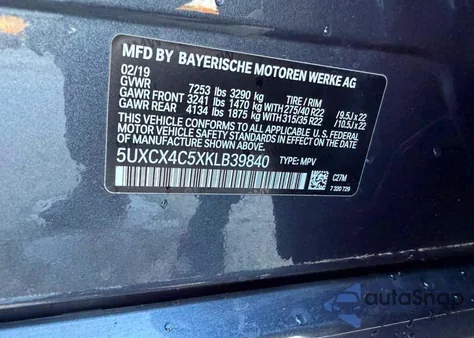 MFD BY BAYERISCHE MOTOREN WERKE AG
02/19
GVWR 7253 lbs 3290 kg TIRE / RIM
GAWR FRONT 3241 lbs 1470 kg WITH 275/40 R22 / 9.5J x 22
GAWR REAR 4134 lbs 1875 kg WITH 315/35 R22 / 10.5J x 22
THIS VEHICLE CONFORMS TO ALL APPLICABLE U.S. FEDERAL
MOTOR VEHICLE SAFETY STANDARDS IN EFFECT ON THE DATE OF
MANUFACTURE SHOWN ABOVE.
5UXCX4C5XKLB39840 TYPE: MPV
C27M
7 320 729
autoSnap